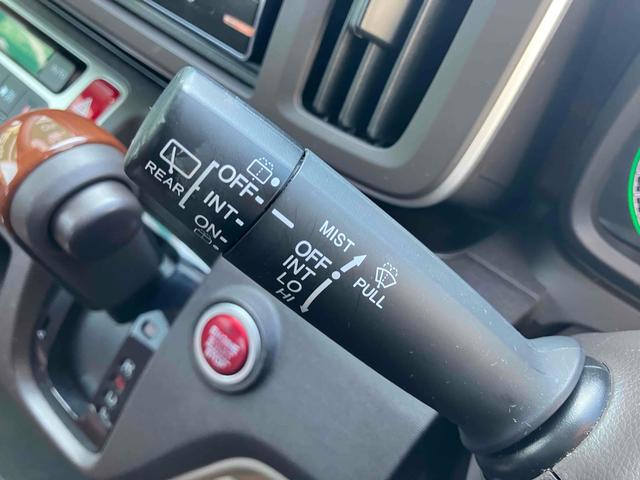 REAR
OFF
INT
ON
MIST
OFF
INT
LO
HI
PULL